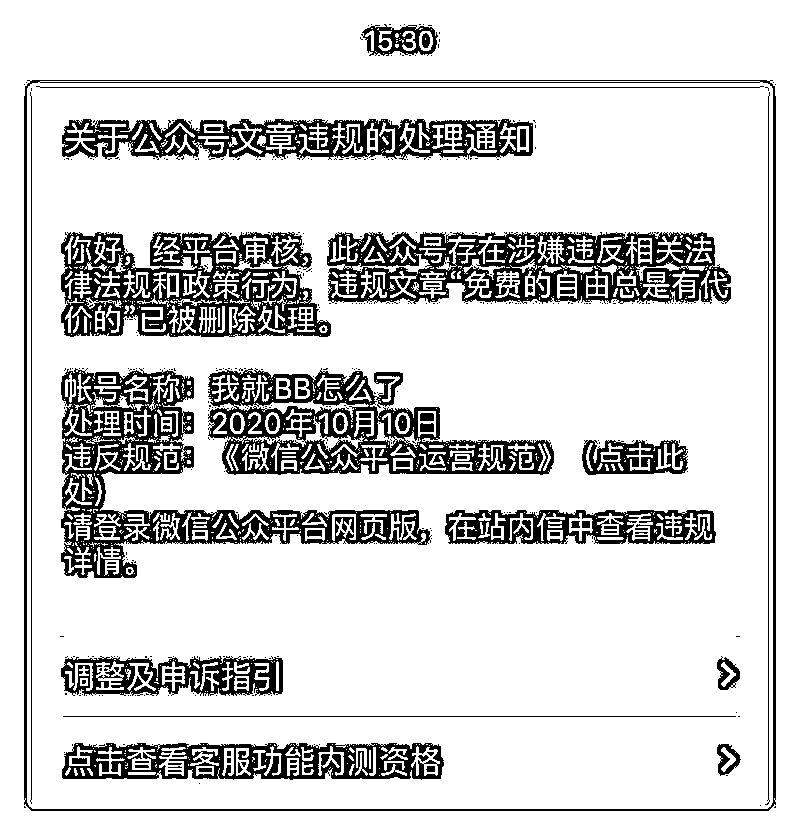 15:30
关于公众号文章违规的处理通知
你好，经平台审核，此公众号存在涉嫌违反相关法
律法规和政策行为，违规文章“免费的自由总是有代
价的”已被删除处理。
帐号名称：我就BB怎么了
处理时间：2020年10月10日
违反规范：《微信公众平台运营规范》（点击此
处）
请登录微信公众平台网页版，在站内信中查看违规
详情。
调整及申诉指引
点击查看客服功能内测资格